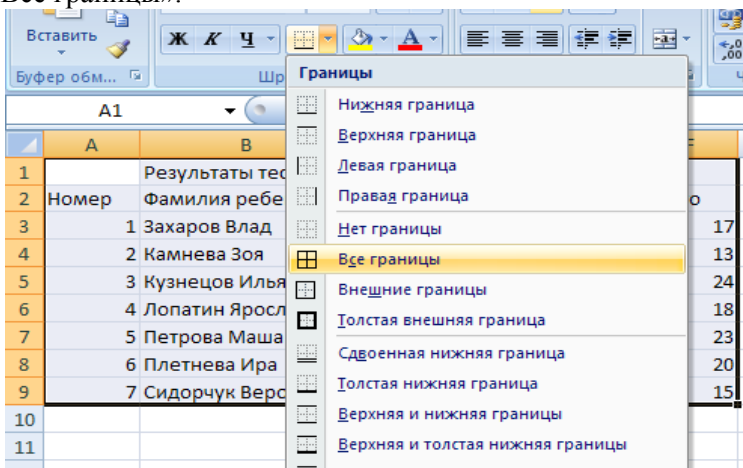 Все границы».
Вставить
Ж К Ч А
Буфер обм... Шр
A1
Границы
Нижняя граница
Верхняя граница
Левая граница
Правая граница
Нет границы
Все границы
Внешние границы
Толстая внешняя граница
Сдвоенная нижняя граница
Толстая нижняя граница
Верхняя и нижняя границы
Верхняя и толстая нижняя границы
A B
1 Результаты тес
2 Номер Фамилия ребе о
3 1 Захаров Влад 17
4 2 Камнева Зоя 13
5 3 Кузнецов Илья 24
6 4 Лопатин Яросл 18
7 5 Петрова Маша 23
8 6 Плетнева Ира 20
9 7 Сидорчук Веро 15
10
11